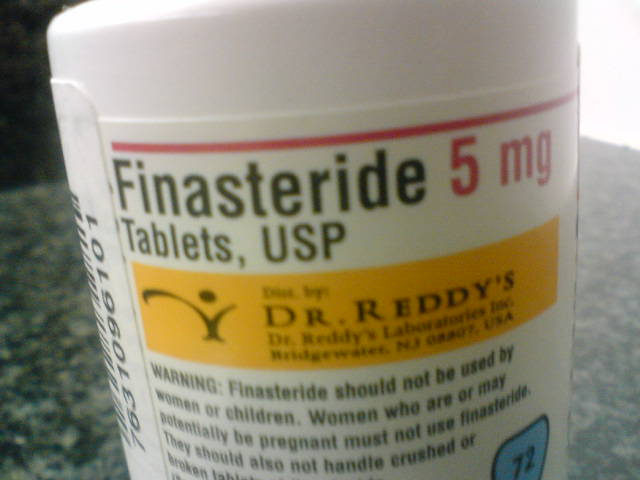 Finasteride 5 mg
Tablets, USP
Dist. by:
DR. REDDY'S
Dr. Reddy's Laboratories Inc.
Bridgewater, NJ 08807, USA
WARNING: Finasteride should not be used by
women or children. Women who are or may
potentially be pregnant must not use finasteride.
They should also not handle crushed or
broken tablets
72
7631096101